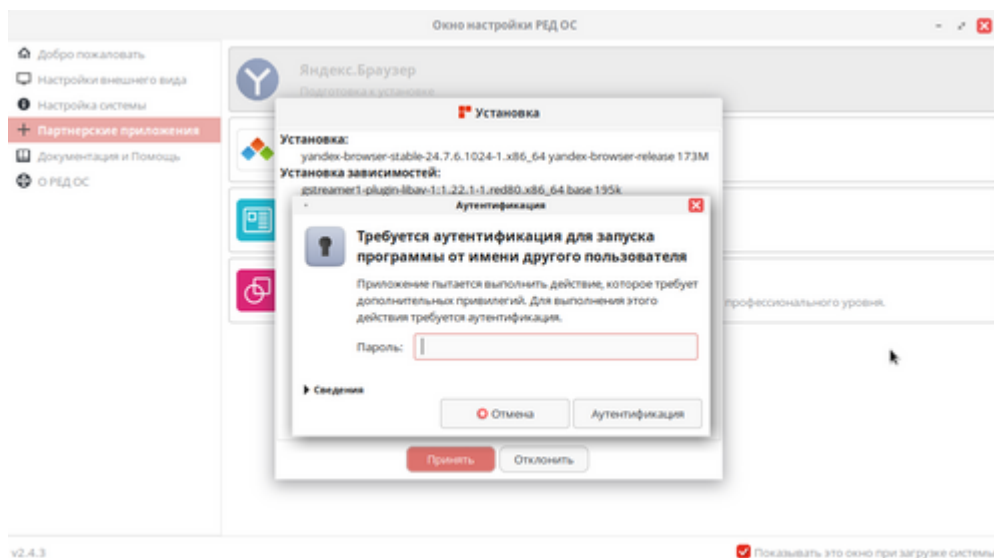 Окно настройки РЕД ОС
Добро пожаловать
Настройки внешнего вида
Настройка системы
Партнерские приложения
Документация и Помощь
О РЕД ОС
Яндекс.Браузер
Подготовка к установке
Установка
Установка:
yandex-browser-stable-24.7.6.1024-1.x86_64 yandex-browser-release 173M
Установка зависимостей:
gstreamer1-plugin-libav-1:1.22.1-1.red80.x86_64 base 195k
Аутентификация
Требуется аутентификация для запуска
программы от имени другого пользователя
Приложение пытается выполнить действие, которое требует
дополнительных привилегий. Для выполнения этого
действия требуется аутентификация.
Пароль:
Сведения
Отмена
Аутентификация
Принять
Отклонить
профессионального уровня.
v2.4.3
Показывать это окно при загрузке системы